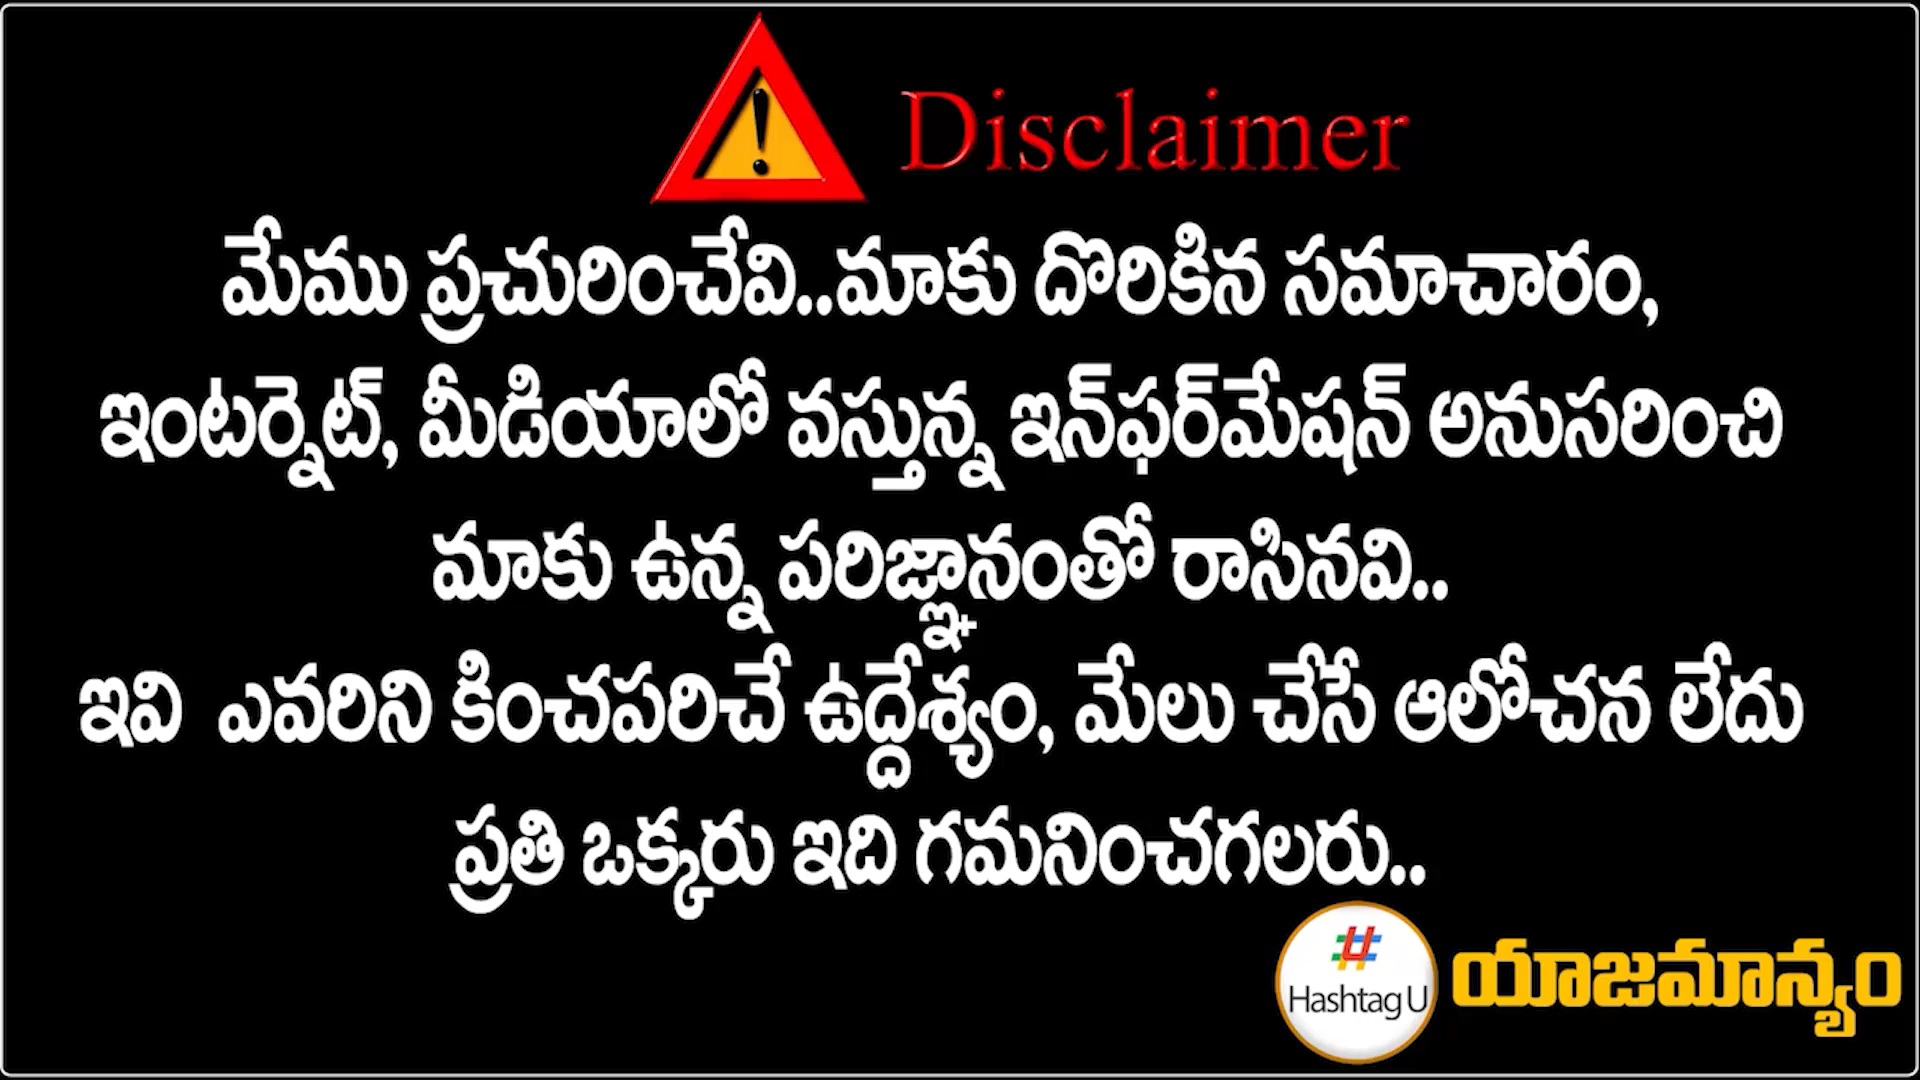 Disclaimer
మేము ప్రచురించేవి..మాకు దొరికిన సమాచారం,
ఇంటర్నెట్, మీడియాలో వస్తున్న ఇన్‌ఫర్‌మేషన్ అనుసరించి
మాకు ఉన్న పరిజ్ఞానంతో రాసినవి..
ఇవి ఎవరిని కించపరిచే ఉద్దేశ్యం, మేలు చేసే ఆలోచన లేదు
ప్రతి ఒక్కరు ఇది గమనించగలరు..
#
Hashtag U
యాజమాన్యం